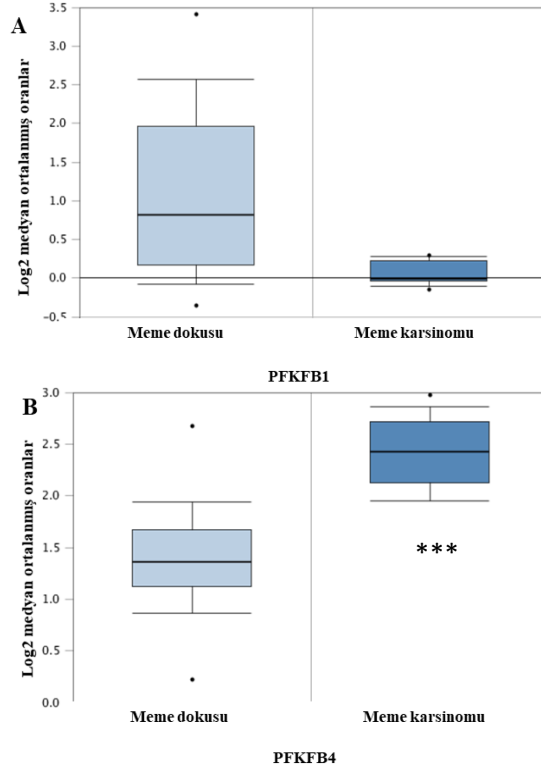 A
Log2 medyan ortalanmış oranlar
3.5
3.0
2.5
2.0
1.5
1.0
0.5
0.0
-0.5
Meme dokusu Meme karsinomu
PFKFB1
B
Log2 medyan ortalanmış oranlar
3.0
2.5
2.0
1.5
1.0
0.5
0.0
***
Meme dokusu Meme karsinomu
PFKFB4